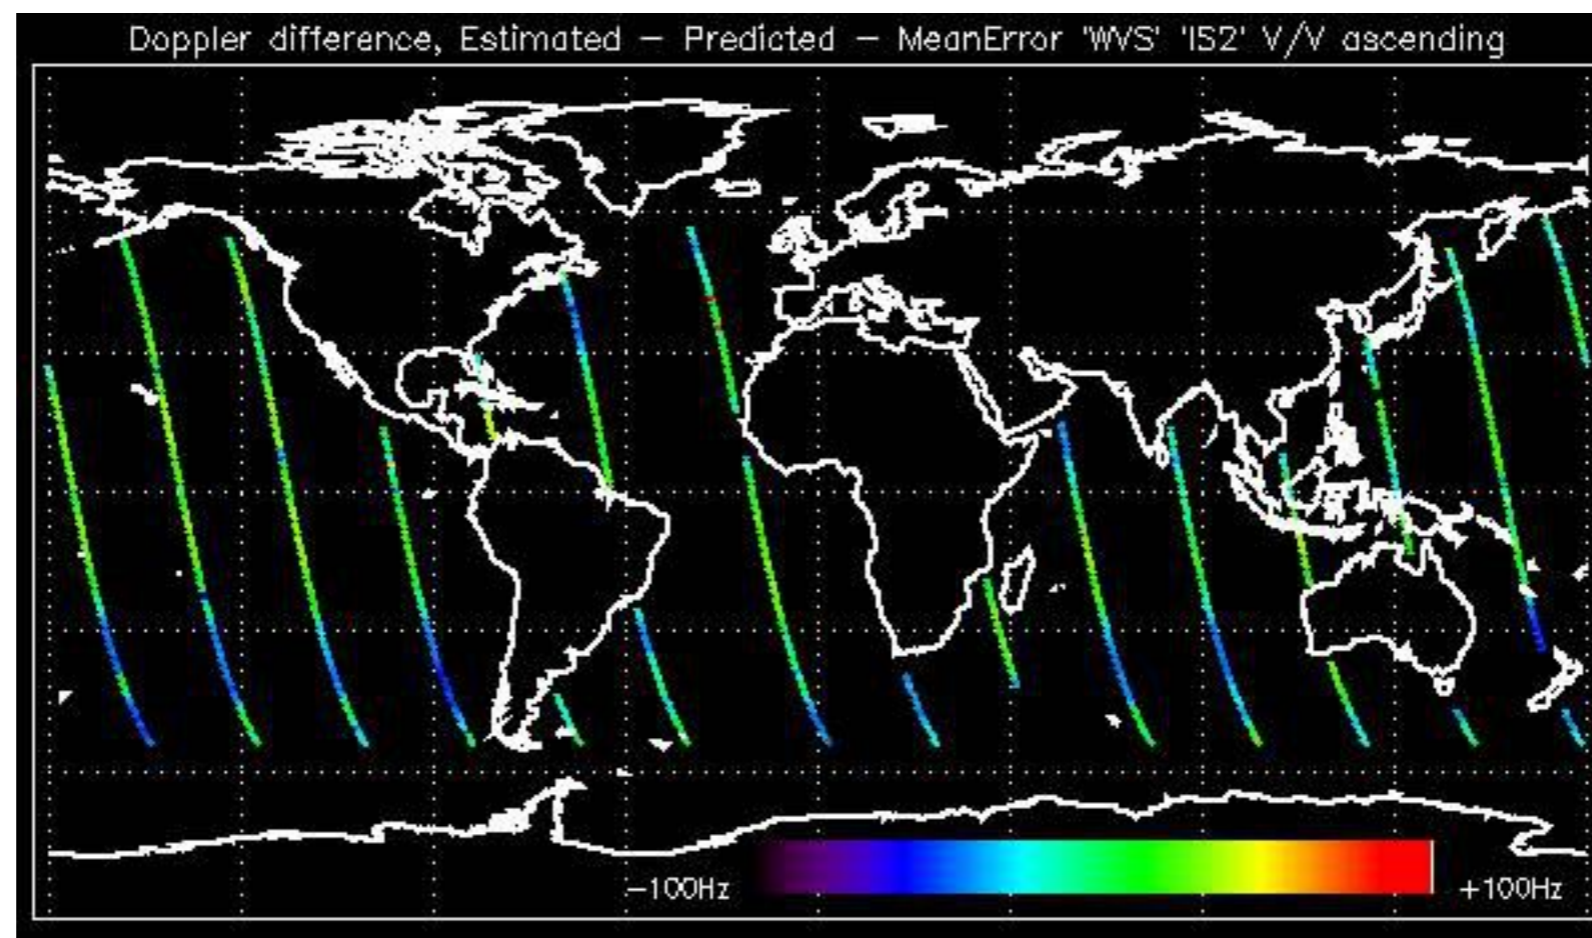 Doppler difference, Estimated – Predicted – MeanError 'WVS' 'IS2' V/V ascending
–100Hz
+100Hz